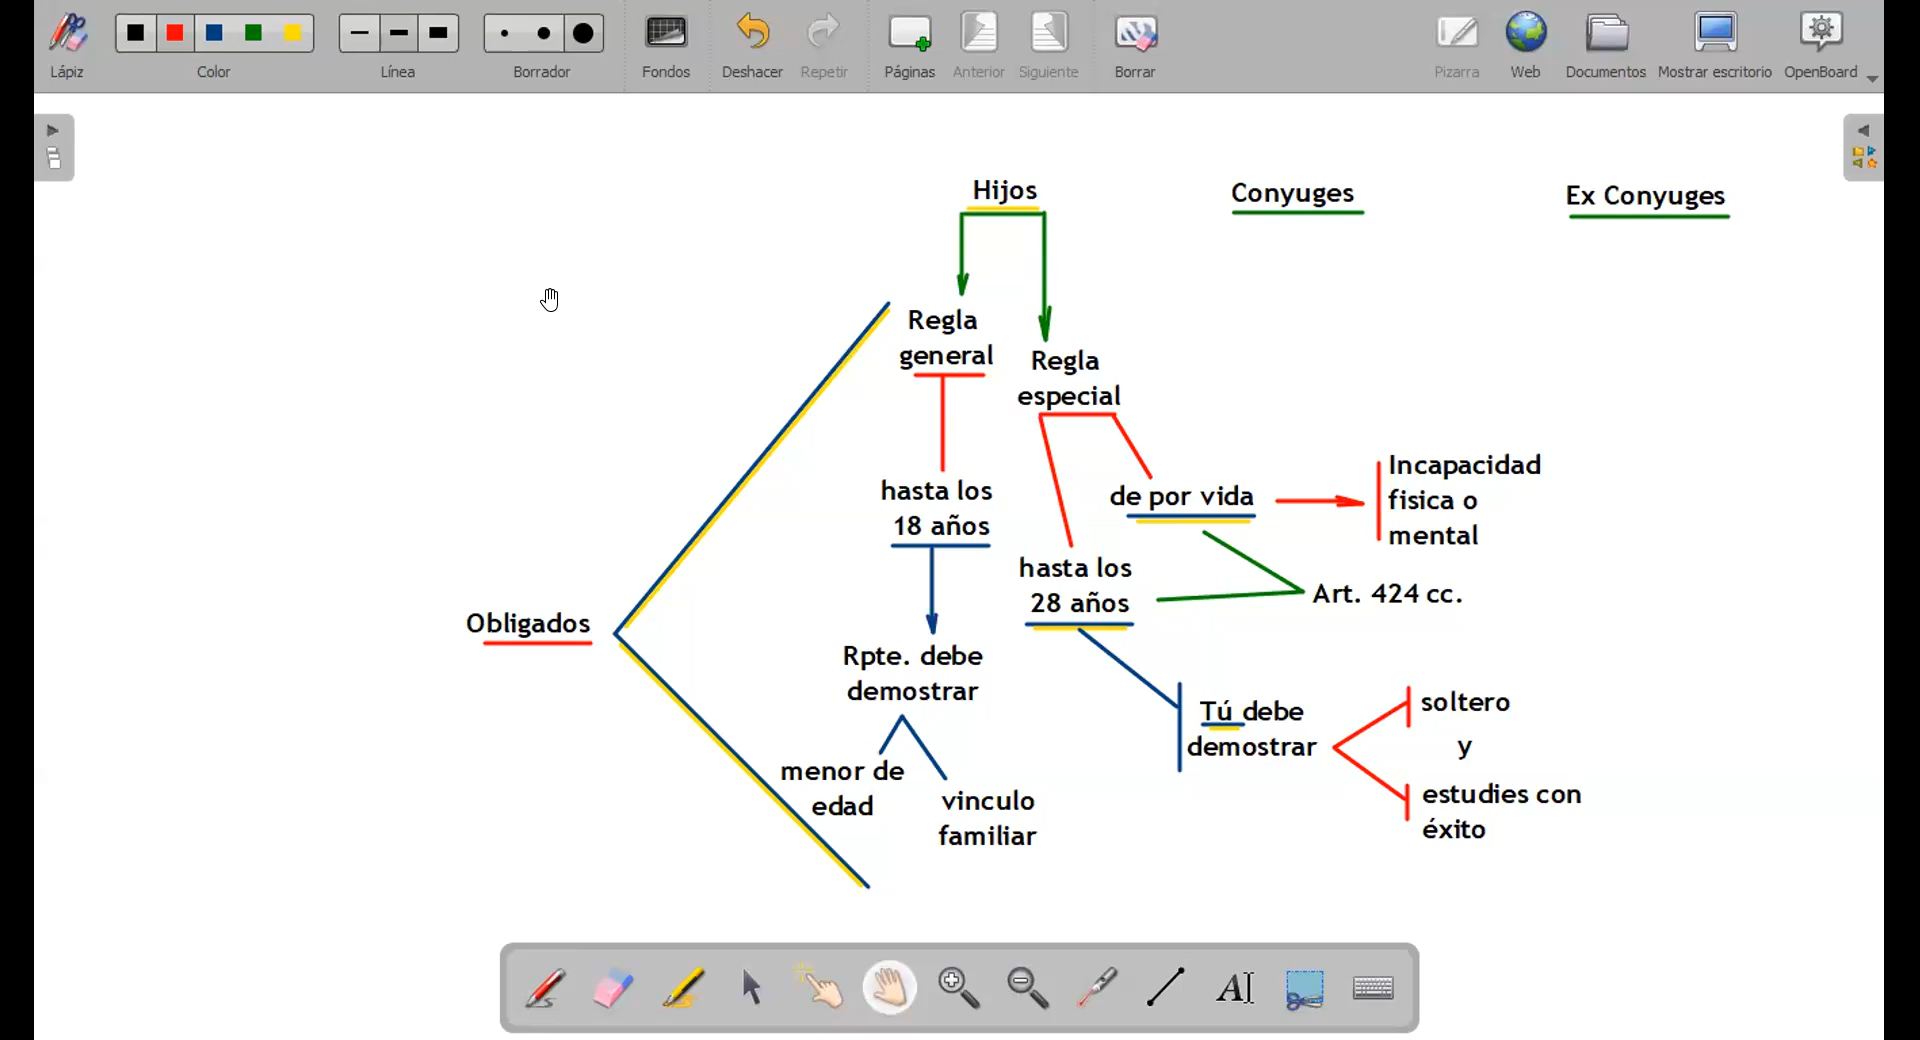 Lápiz
Color
Línea
Borrador
Fondos
Deshacer
Repetir
Páginas
Anterior
Siguiente
Borrar
Pizarra
Web
Documentos
Mostrar escritorio
OpenBoard
Hijos
Conyuges
Ex Conyuges
Regla
general
Regla
especial
hasta los
18 años
de por vida
Incapacidad
fisica o
mental
hasta los
28 años
Art. 424 cc.
Obligados
Rpte. debe
demostrar
menor de
edad
vinculo
familiar
Tú debe
demostrar
soltero
y
estudies con
éxito
AI